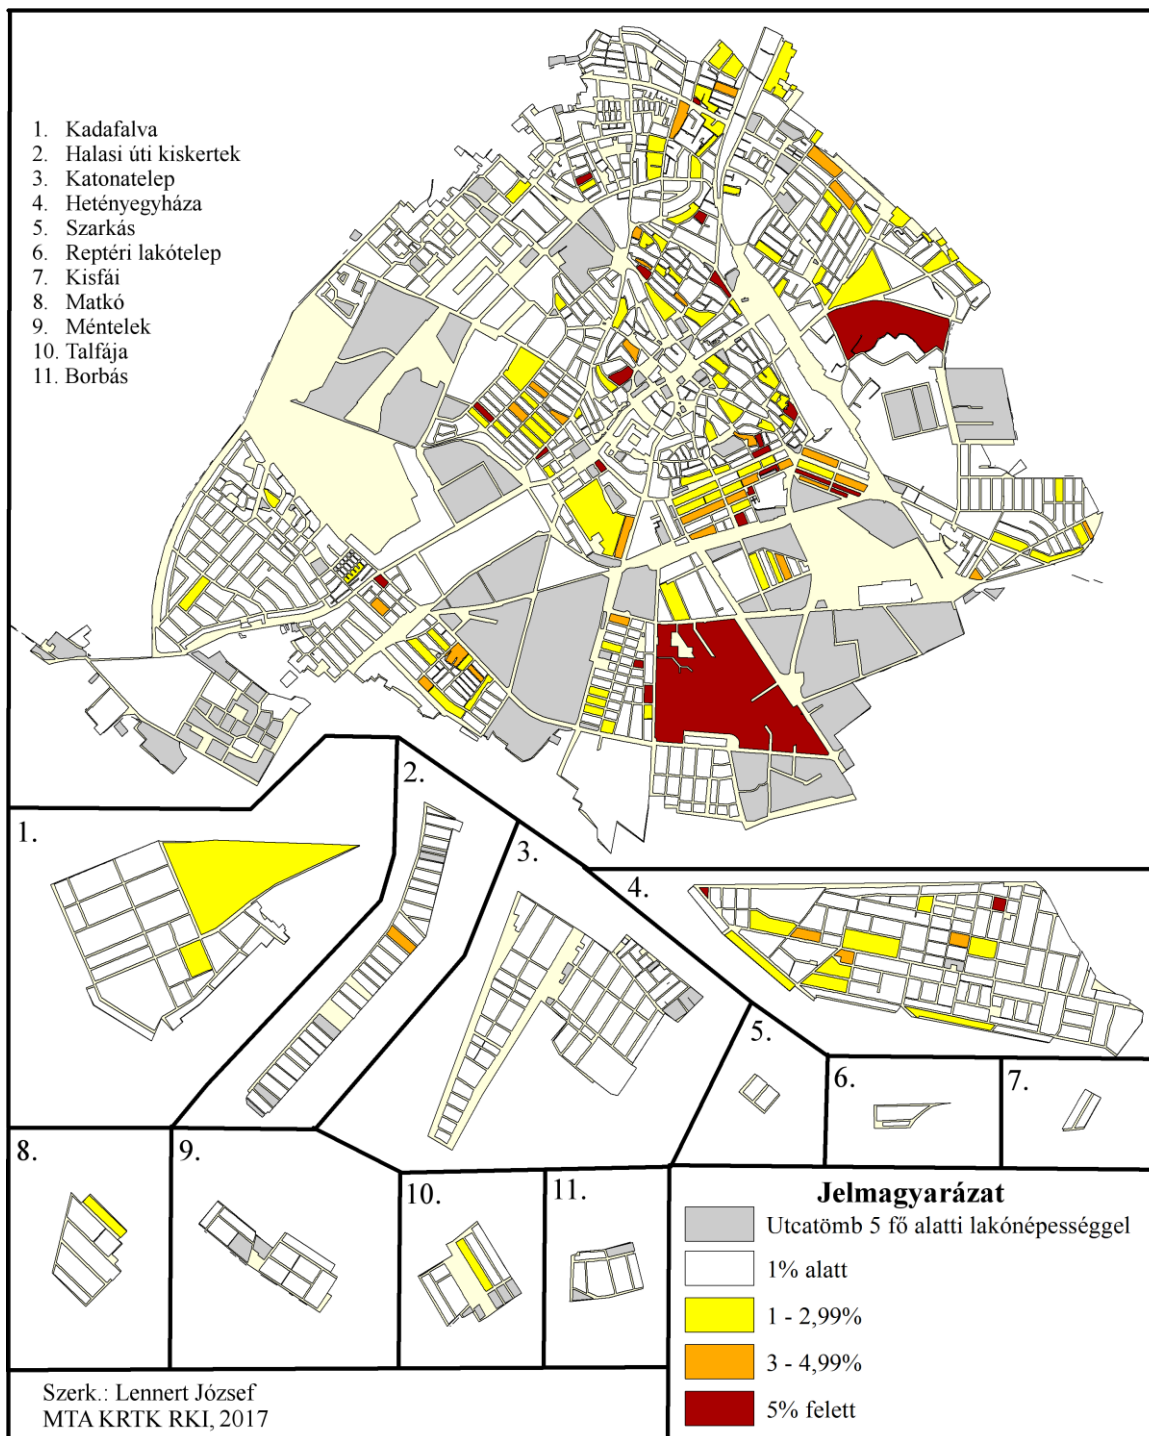 1. Kadafalva
2. Halasi úti kiskertek
3. Katonatelep
4. Hetényegyháza
5. Szarkás
6. Reptéri lakótelep
7. Kisfái
8. Matkó
9. Méntelek
10. Talfája
11. Borbás
1.
2.
3.
4.
5.
6.
7.
8.
9.
10.
11.
Jelmagyarázat
Utcatömb 5 fő alatti lakónépességgel
1% alatt
1 - 2,99%
3 - 4,99%
5% felett
Szerk.: Lennert József
MTA KRTK RKI, 2017